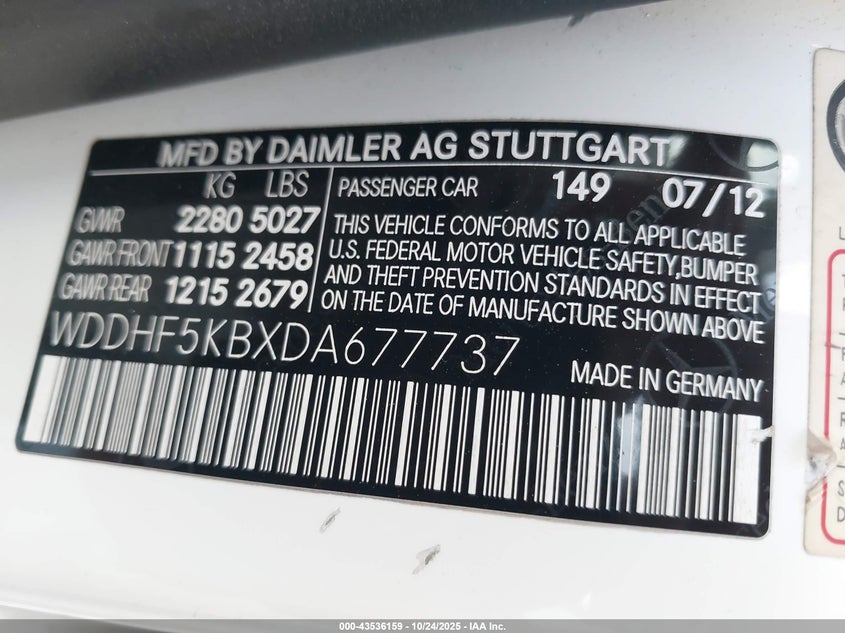 MFD BY DAIMLER AG STUTTGART
KG LBS
GVWR 2280 5027
GAWR FRONT 1115 2458
GAWR REAR 1215 2679
PASSENGER CAR 149 07/12
THIS VEHICLE CONFORMS TO ALL APPLICABLE
U.S. FEDERAL MOTOR VEHICLE SAFETY,BUMPER
AND THEFT PREVENTION STANDARDS IN EFFECT
ON THE DATE OF MANUFACTURE SHOWN ABOVE
WDDHF5KBXDA677737
MADE IN GERMANY
000-43536159 • 10/24/2025 • IAA Inc.